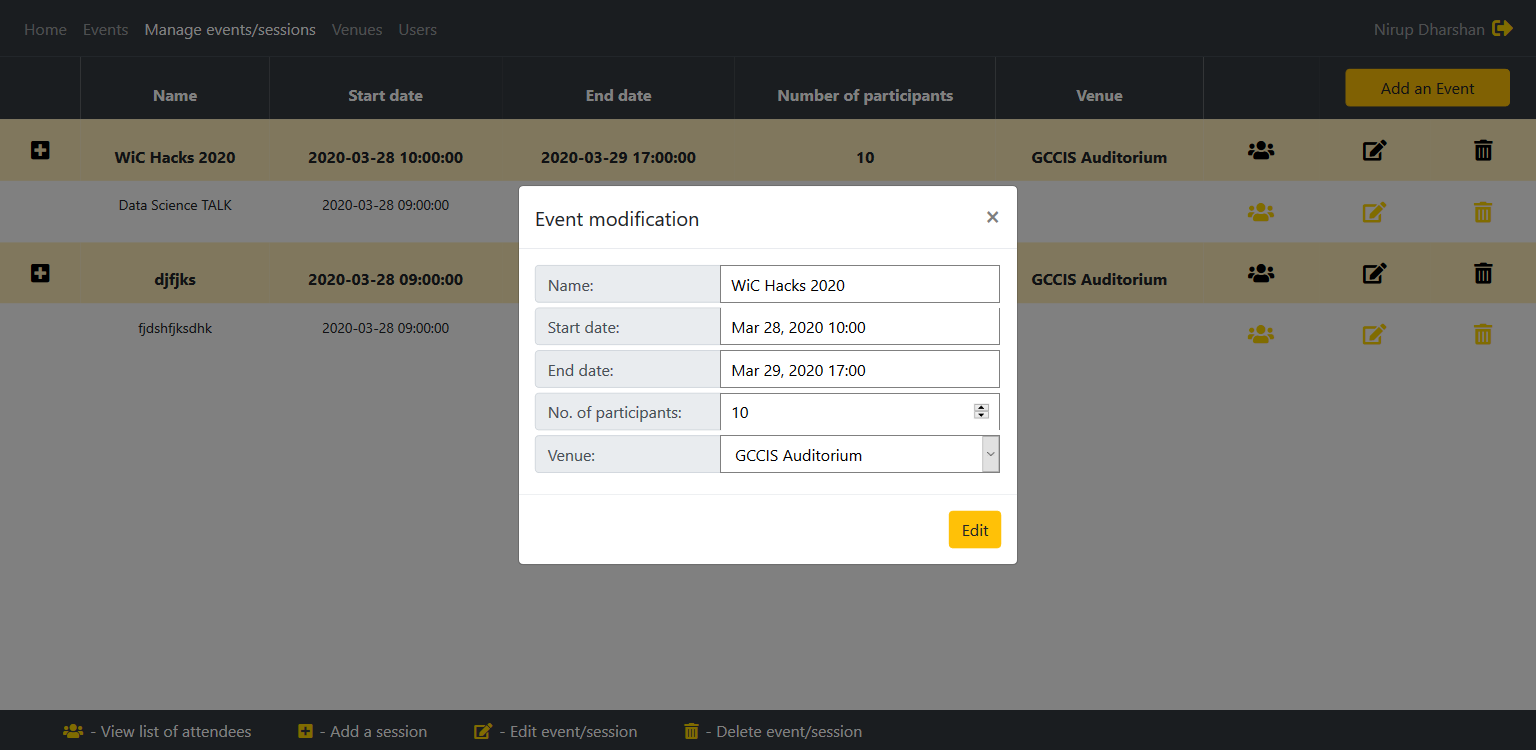 Home Events Manage events/sessions Venues Users Nirup Dharshan
Name Start date End date Number of participants Venue Add an Event
WiC Hacks 2020 2020-03-28 10:00:00 2020-03-29 17:00:00 10 GCCIS Auditorium
Data Science TALK 2020-03-28 09:00:00
djfjks 2020-03-28 09:00:00 GCCIS Auditorium
fjdshfjksdhk 2020-03-28 09:00:00
Event modification ×
Name: WiC Hacks 2020
Start date: Mar 28, 2020 10:00
End date: Mar 29, 2020 17:00
No. of participants: 10
Venue: GCCIS Auditorium
Edit
- View list of attendees - Add a session - Edit event/session - Delete event/session